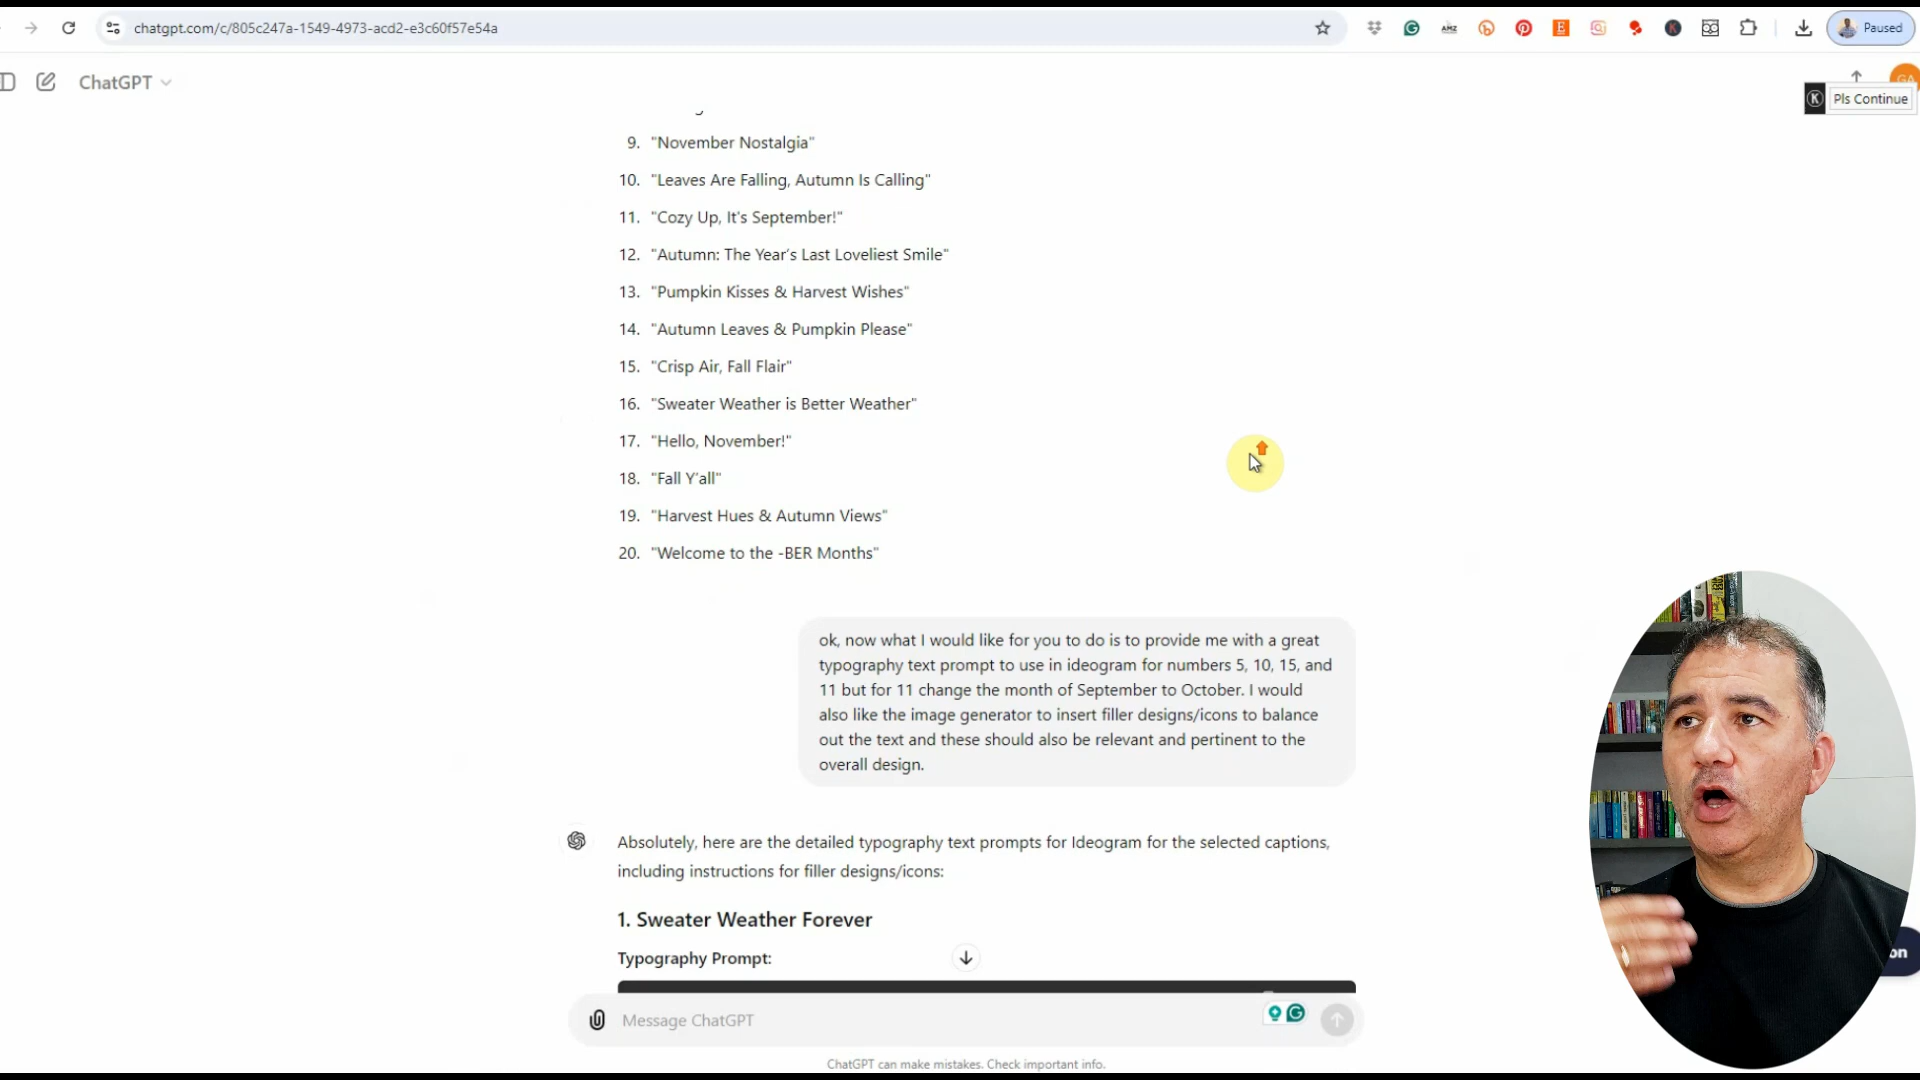 chatgpt.com/c/805c247a-1549-4973-acd2-e3c60f57e54a
AMZ
Paused
ChatGPT
GA
Pls Continue
9. "November Nostalgia"
10. "Leaves Are Falling, Autumn Is Calling"
11. "Cozy Up, It's September!"
12. "Autumn: The Year's Last Loveliest Smile"
13. "Pumpkin Kisses & Harvest Wishes"
14. "Autumn Leaves & Pumpkin Please"
15. "Crisp Air, Fall Flair"
16. "Sweater Weather is Better Weather"
17. "Hello, November!"
18. "Fall Y'all"
19. "Harvest Hues & Autumn Views"
20. "Welcome to the -BER Months"
ok, now what I would like for you to do is to provide me with a great
typography text prompt to use in ideogram for numbers 5, 10, 15, and
11 but for 11 change the month of September to October. I would
also like the image generator to insert filler designs/icons to balance
out the text and these should also be relevant and pertinent to the
overall design.
Absolutely, here are the detailed typography text prompts for Ideogram for the selected captions,
including instructions for filler designs/icons:
1. Sweater Weather Forever
Typography Prompt:
Message ChatGPT
on
ChatGPT can make mistakes. Check important info.